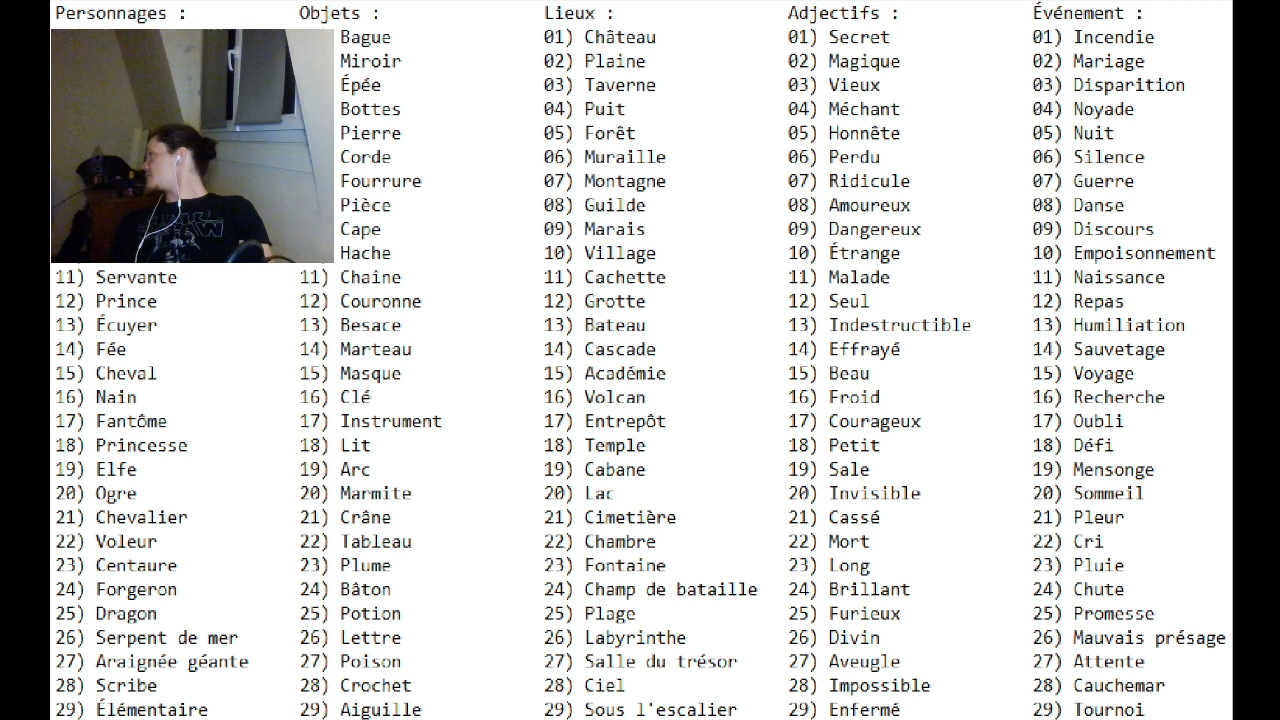 Personnages : Objets : Lieux : Adjectifs : Événement :
Bague 01) Château 01) Secret 01) Incendie
Miroir 02) Plaine 02) Magique 02) Mariage
Épée 03) Taverne 03) Vieux 03) Disparition
Bottes 04) Puit 04) Méchant 04) Noyade
Pierre 05) Forêt 05) Honnête 05) Nuit
Corde 06) Muraille 06) Perdu 06) Silence
Fourrure 07) Montagne 07) Ridicule 07) Guerre
Pièce 08) Guilde 08) Amoureux 08) Danse
Cape 09) Marais 09) Dangereux 09) Discours
Hache 10) Village 10) Étrange 10) Empoisonnement
11) Servante 11) Chaine 11) Cachette 11) Malade 11) Naissance
12) Prince 12) Couronne 12) Grotte 12) Seul 12) Repas
13) Écuyer 13) Besace 13) Bateau 13) Indestructible 13) Humiliation
14) Fée 14) Marteau 14) Cascade 14) Effrayé 14) Sauvetage
15) Cheval 15) Masque 15) Académie 15) Beau 15) Voyage
16) Nain 16) Clé 16) Volcan 16) Froid 16) Recherche
17) Fantôme 17) Instrument 17) Entrepôt 17) Courageux 17) Oubli
18) Princesse 18) Lit 18) Temple 18) Petit 18) Défi
19) Elfe 19) Arc 19) Cabane 19) Sale 19) Mensonge
20) Ogre 20) Marmite 20) Lac 20) Invisible 20) Sommeil
21) Chevalier 21) Crâne 21) Cimetière 21) Cassé 21) Pleur
22) Voleur 22) Tableau 22) Chambre 22) Mort 22) Cri
23) Centaure 23) Plume 23) Fontaine 23) Long 23) Pluie
24) Forgeron 24) Bâton 24) Champ de bataille 24) Brillant 24) Chute
25) Dragon 25) Potion 25) Plage 25) Furieux 25) Promesse
26) Serpent de mer 26) Lettre 26) Labyrinthe 26) Divin 26) Mauvais présage
27) Araignée géante 27) Poison 27) Salle du trésor 27) Aveugle 27) Attente
28) Scribe 28) Crochet 28) Ciel 28) Impossible 28) Cauchemar
29) Élémentaire 29) Aiguille 29) Sous l'escalier 29) Enfermé 29) Tournoi